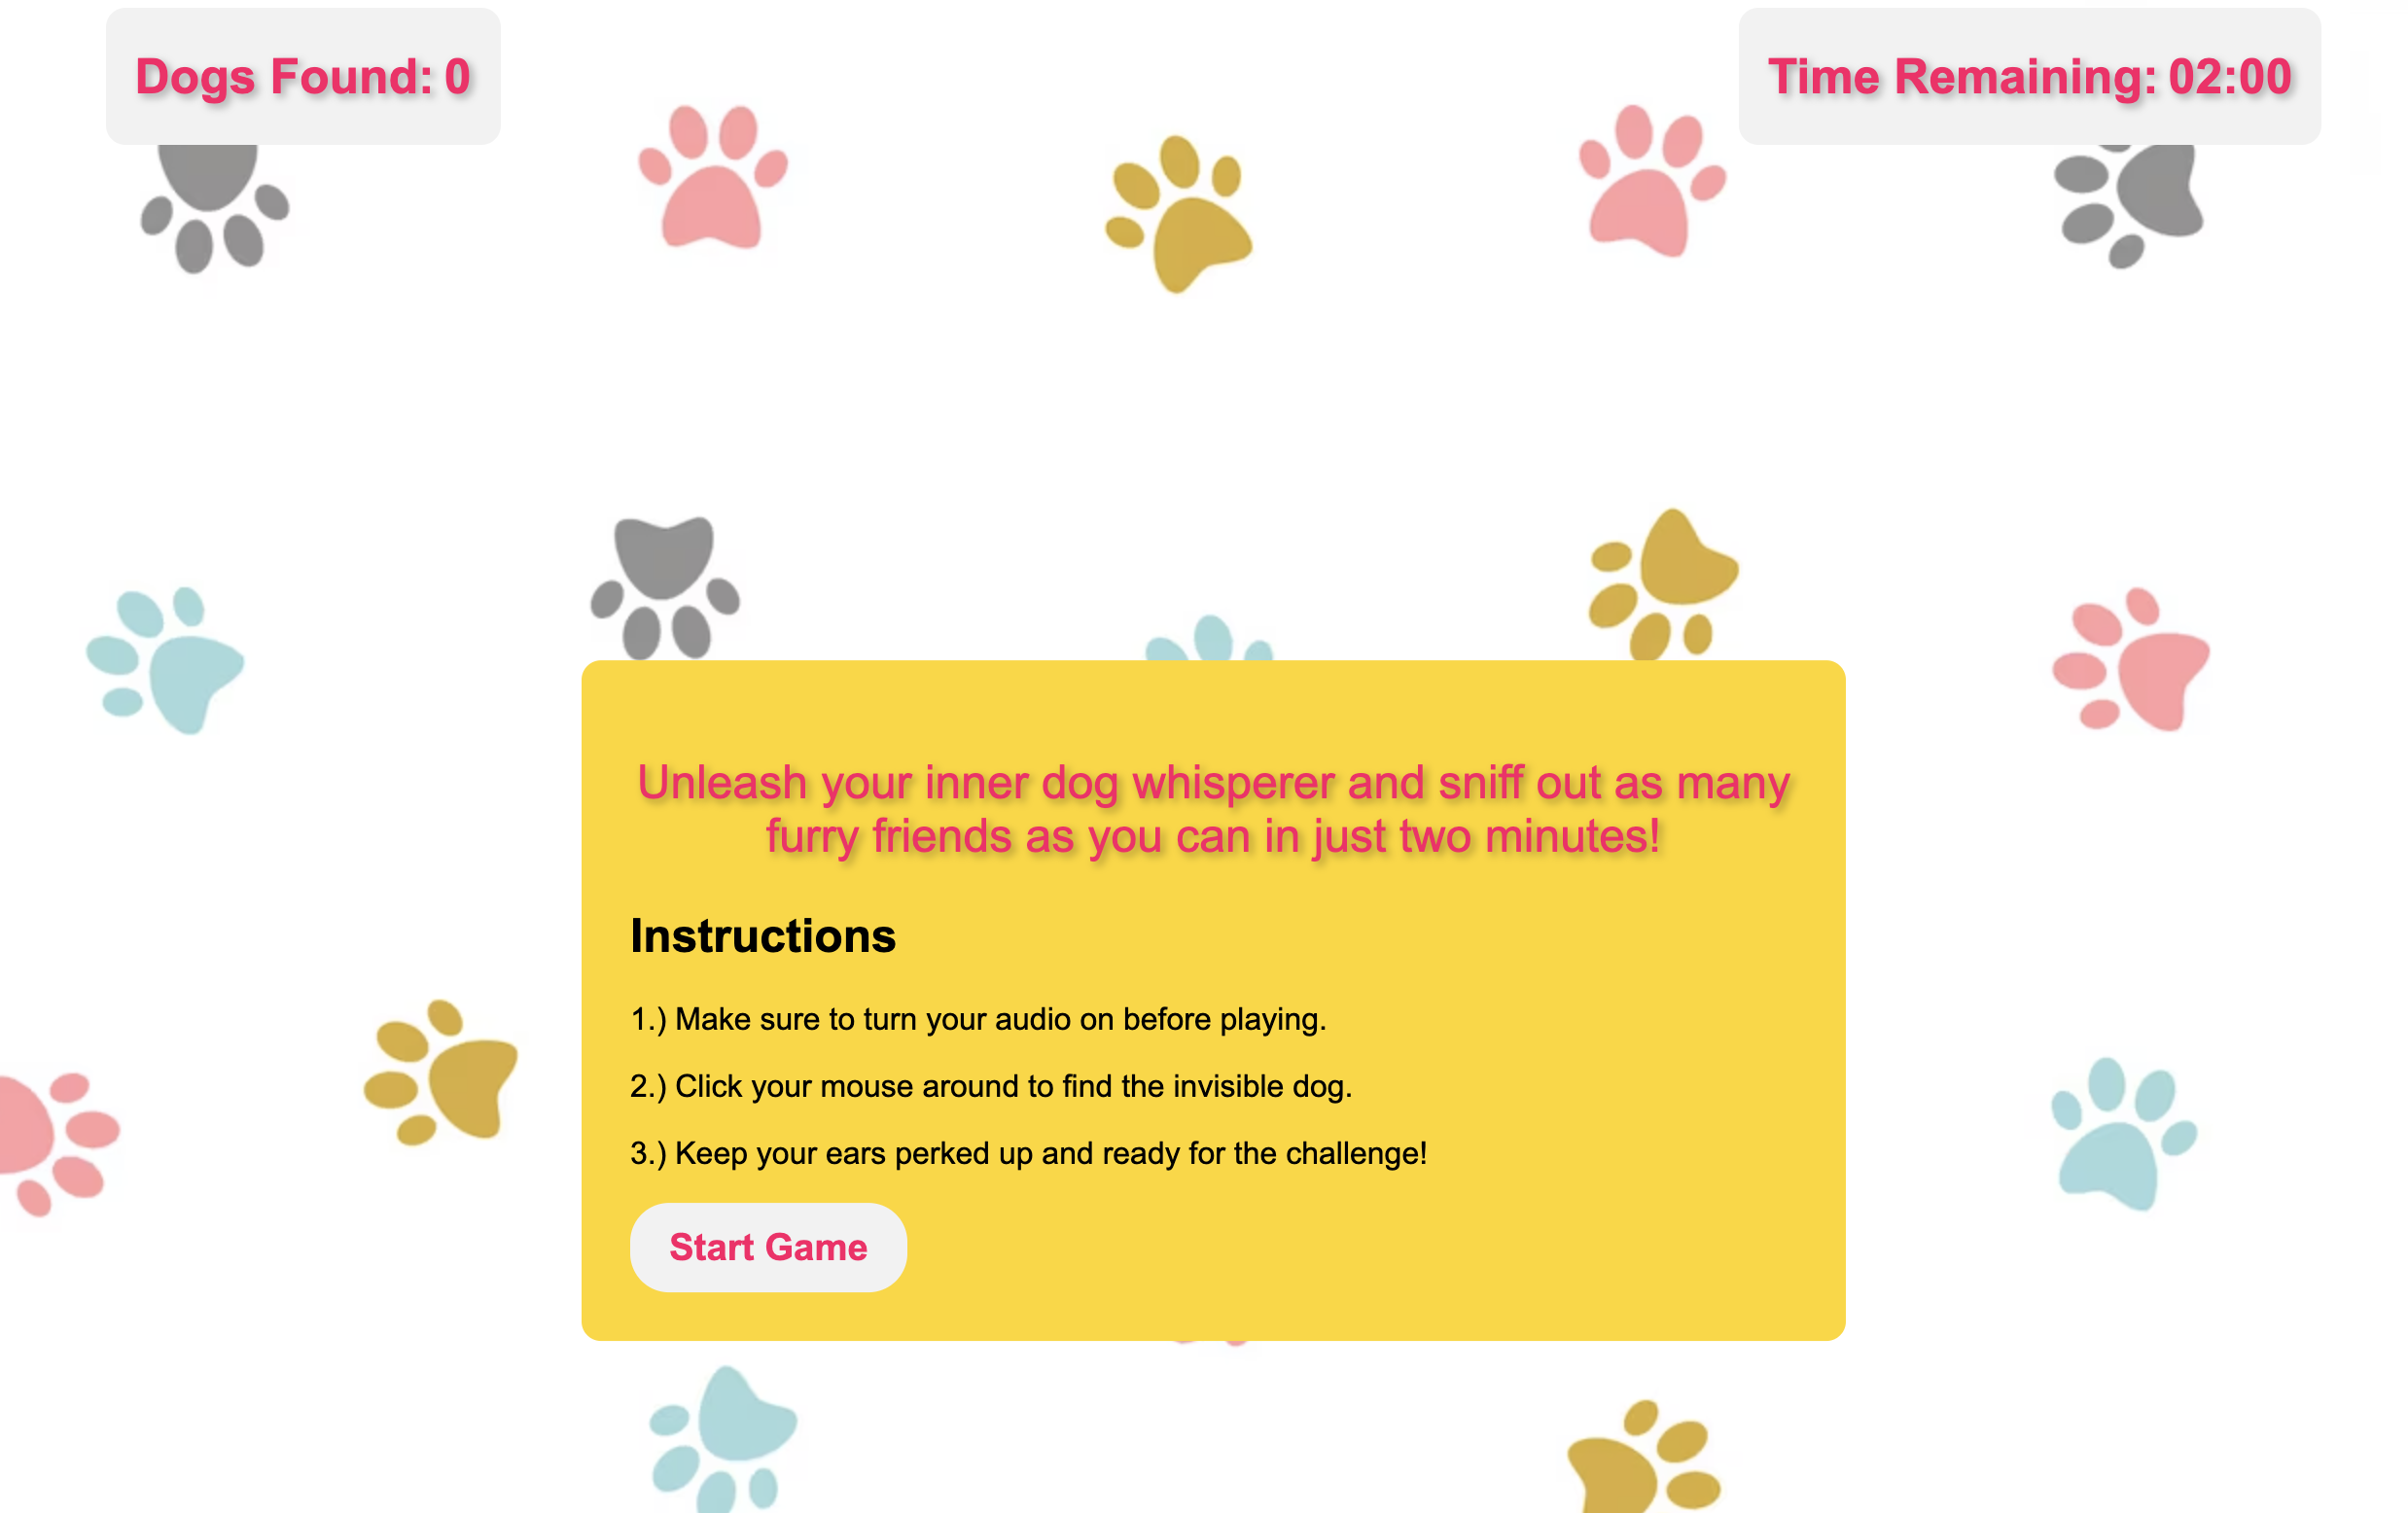 Dogs Found: 0
Time Remaining: 02:00
Unleash your inner dog whisperer and sniff out as many
furry friends as you can in just two minutes!
Instructions
1.) Make sure to turn your audio on before playing.
2.) Click your mouse around to find the invisible dog.
3.) Keep your ears perked up and ready for the challenge!
Start Game